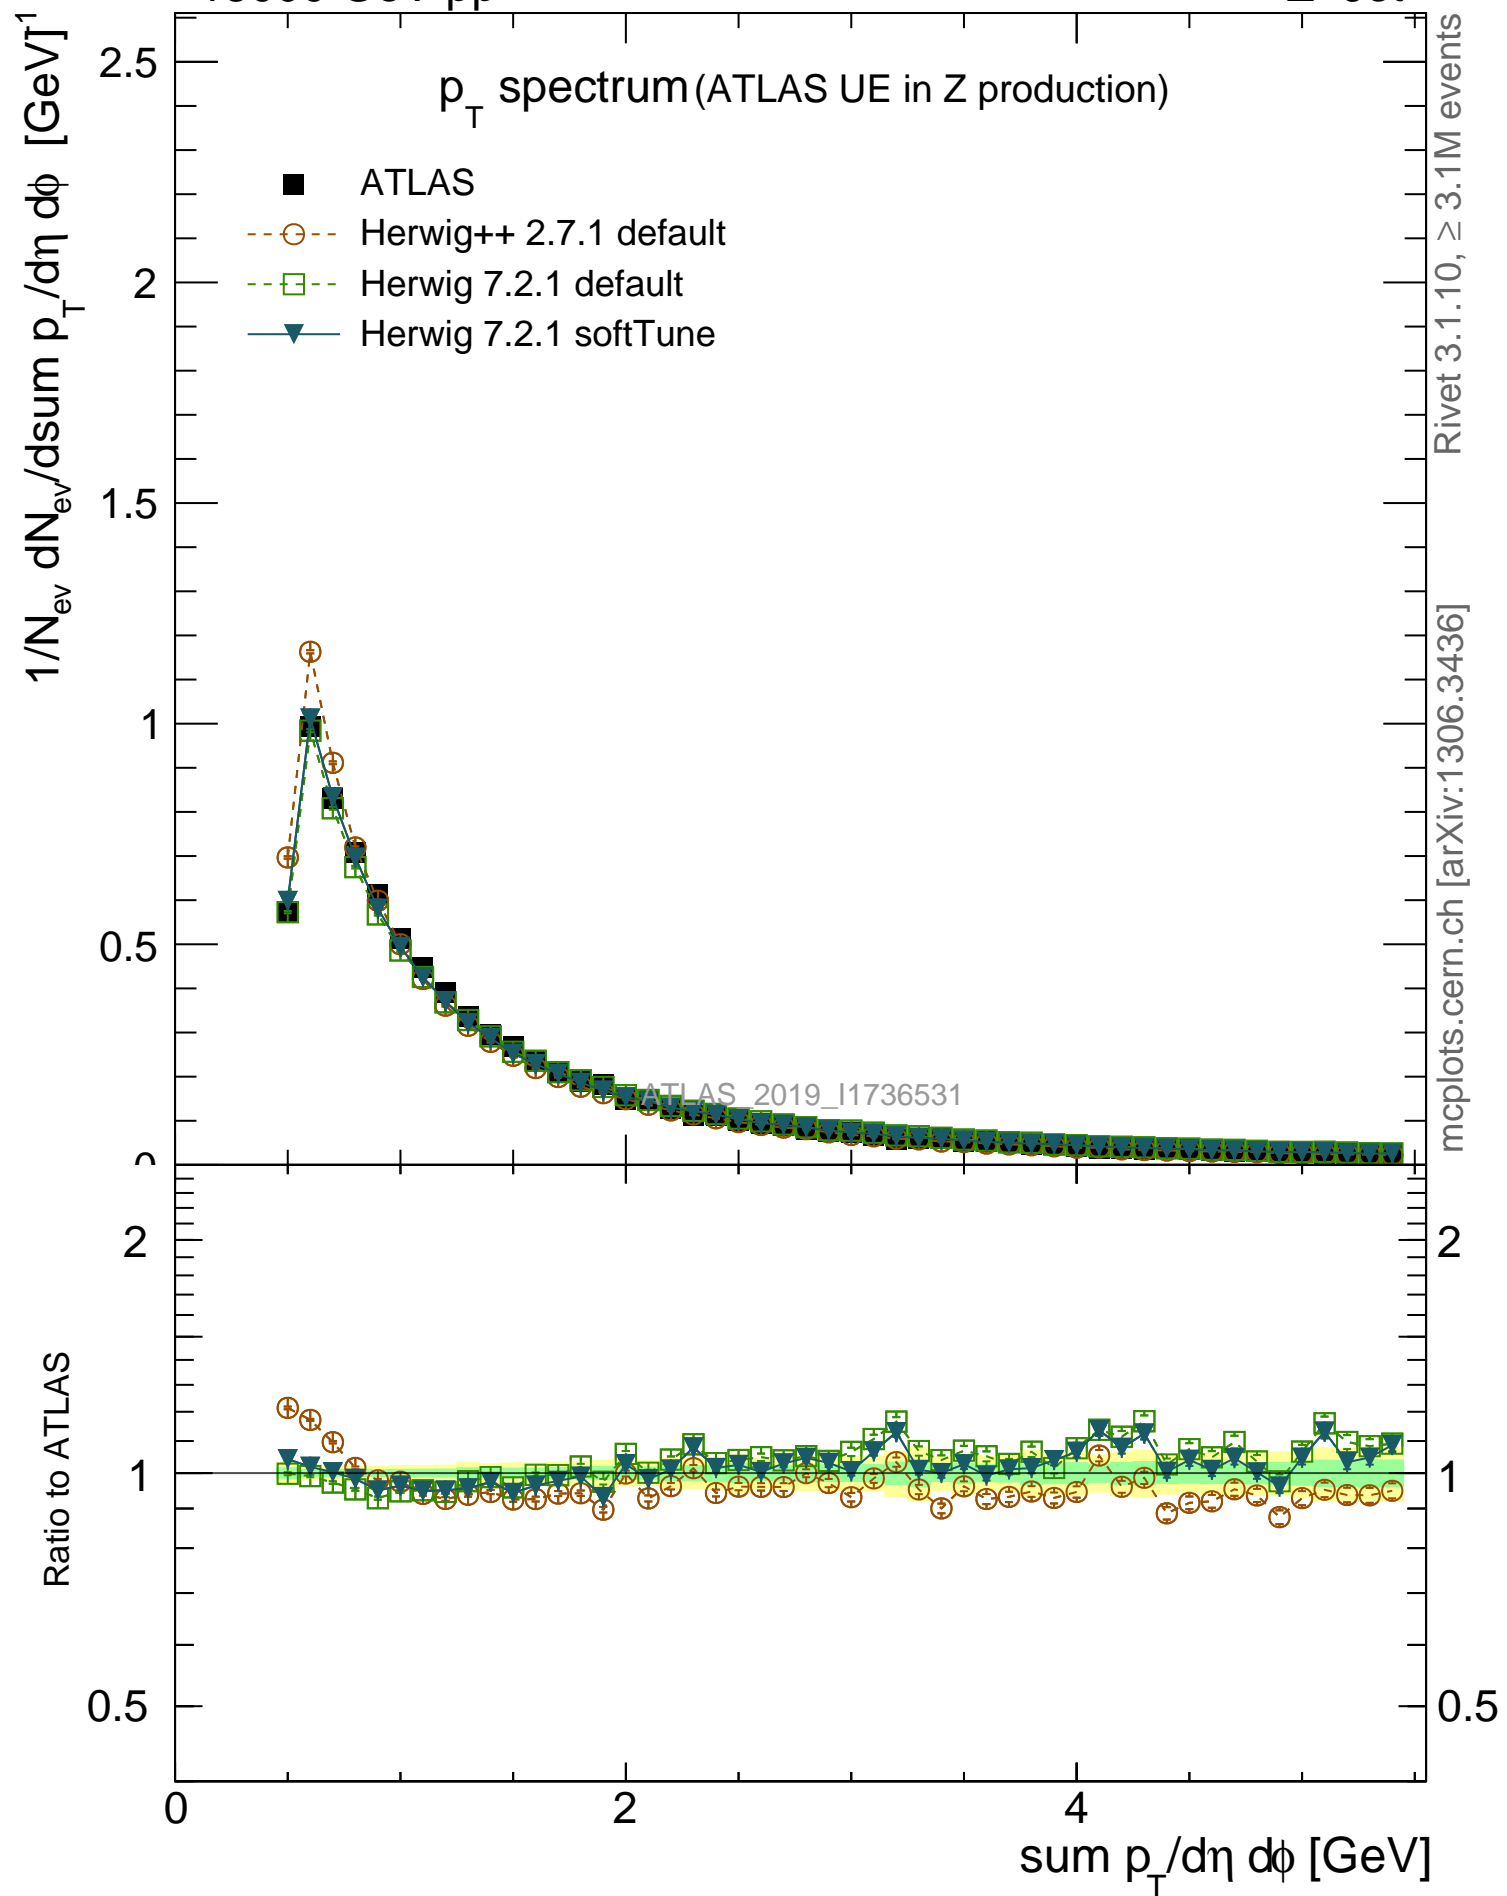 1/N_ev dN_ev/dsum p_T/dη dϕ [GeV]^-1
p_T spectrum (ATLAS UE in Z production)
ATLAS
Herwig++ 2.7.1 default
Herwig 7.2.1 default
Herwig 7.2.1 softTune
2.5
2
1.5
1
0.5
0
ATLAS_2019_I1736531
Rivet 3.1.10, ≥ 3.1M events
mcplots.cern.ch [arXiv:1306.3436]
Ratio to ATLAS
2
1
0.5
2
1
0.5
0
2
4
sum p_T/dη dϕ [GeV]